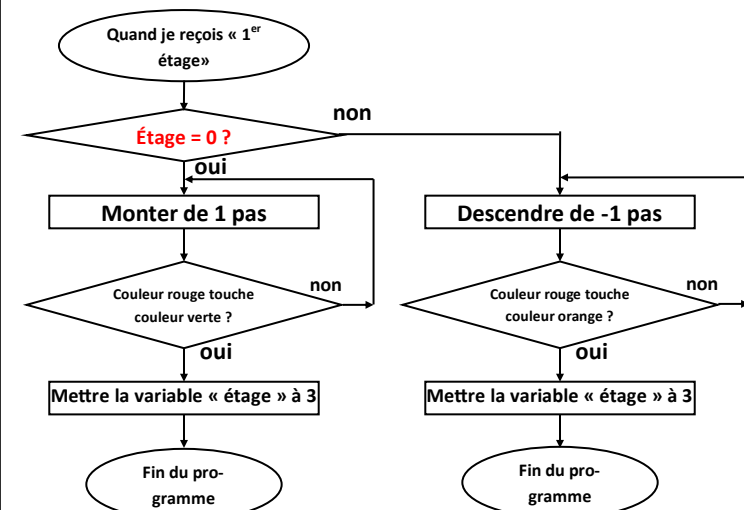 Quand je reçois « 1er
étage»
Étage = 0 ?
non
oui
Monter de 1 pas
Couleur rouge touche
couleur verte ?
non
oui
Mettre la variable « étage » à 3
Fin du pro-
gramme
Descendre de -1 pas
Couleur rouge touche
couleur orange ?
non
oui
Mettre la variable « étage » à 3
Fin du pro-
gramme